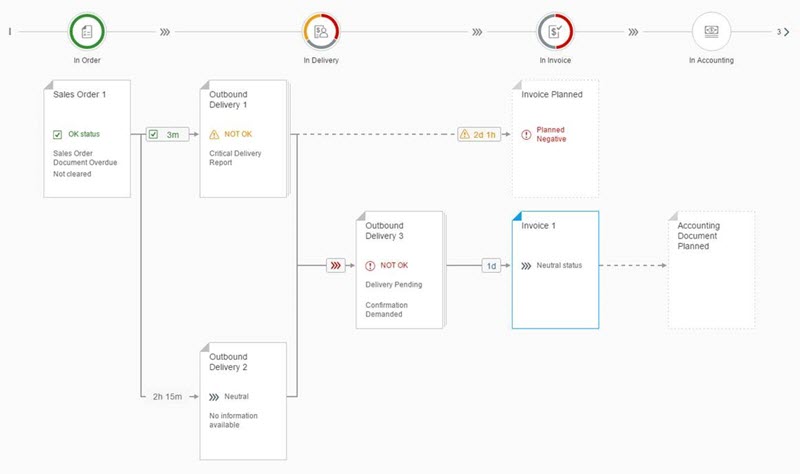 3
In Order
In Delivery
In Invoice
In Accounting
Sales Order 1
OK status
Sales Order
Document Overdue
Not cleared
3m
Outbound
Delivery 1
NOT OK
Critical Delivery
Report
2d 1h
Invoice Planned
Planned
Negative
Outbound
Delivery 3
NOT OK
Delivery Pending
Confirmation
Demanded
1d
Invoice 1
Neutral status
Accounting
Document
Planned
2h 15m
Outbound
Delivery 2
Neutral
No information
available